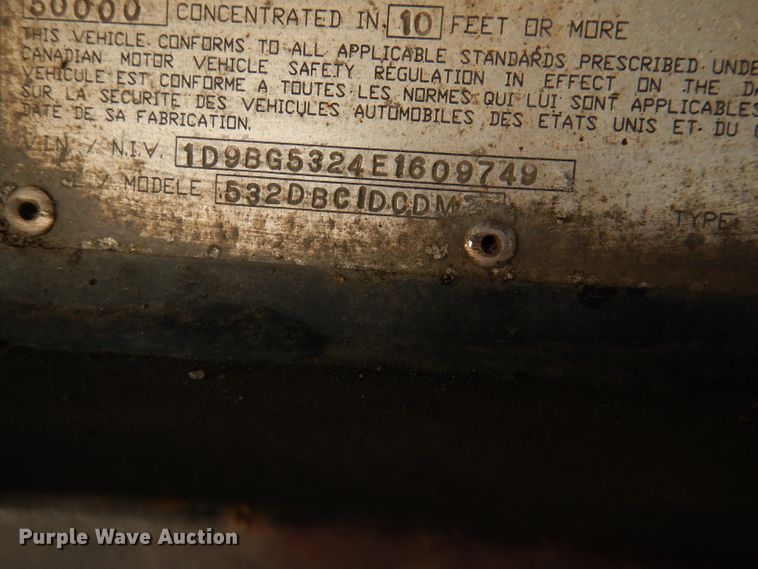 50000 CONCENTRATED IN 10 FEET OR MORE
THIS VEHICLE CONFORMS TO ALL APPLICABLE STANDARDS PRESCRIBED UNDE
CANADIAN MOTOR VEHICLE SAFETY REGULATION IN EFFECT ON THE DA
VEHICULE EST CONFORME A TOUTES LES NORMES QUI LUI SONT APPLICABLES
SUR LA SECURITE DES VEHICULES AUTOMOBILES DES ETATS UNIS ET DU
DATE DE SA FABRICATION.
VIN / N.I.V. 1D9BG5324E1609749
/ MODELE 532DBCIDCDM
TYPE
Purple Wave Auction